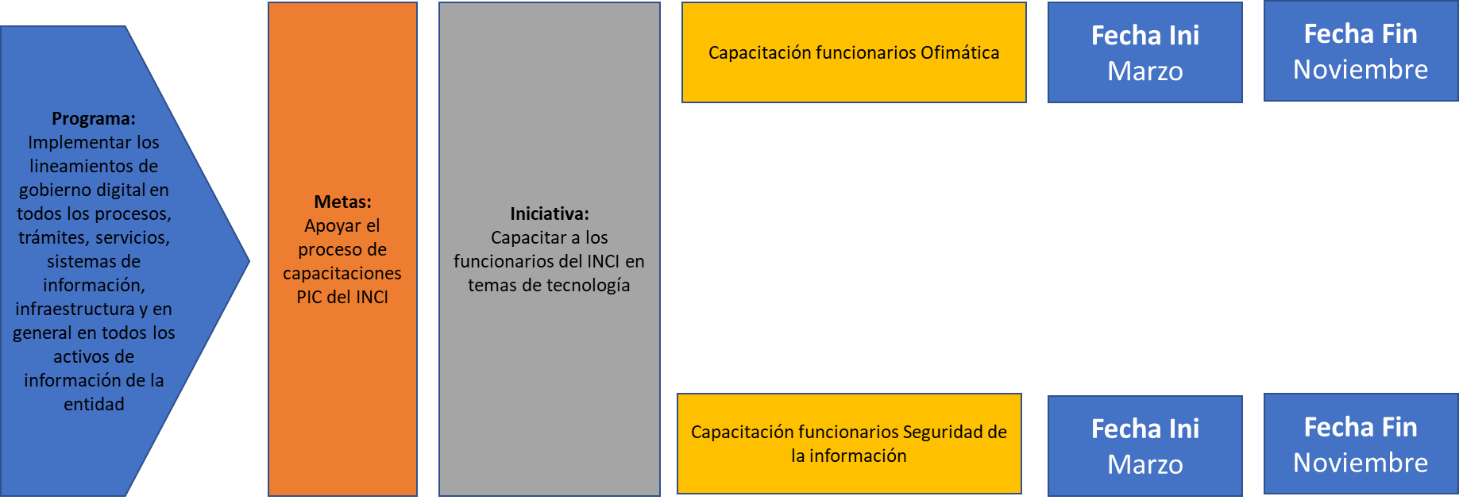 Programa:
Implementar los
lineamientos de
gobierno digital en
todos los procesos,
trámites, servicios,
sistemas de
información,
infraestructura y en
general en todos los
activos de
información de la
entidad
Metas:
Apoyar el
proceso de
capacitaciones
PIC del INCI
Iniciativa:
Capacitar a los
funcionarios del INCI en
temas de tecnología
Capacitación funcionarios Ofimática
Fecha Ini
Marzo
Fecha Fin
Noviembre
Capacitación funcionarios Seguridad de
la información
Fecha Ini
Marzo
Fecha Fin
Noviembre